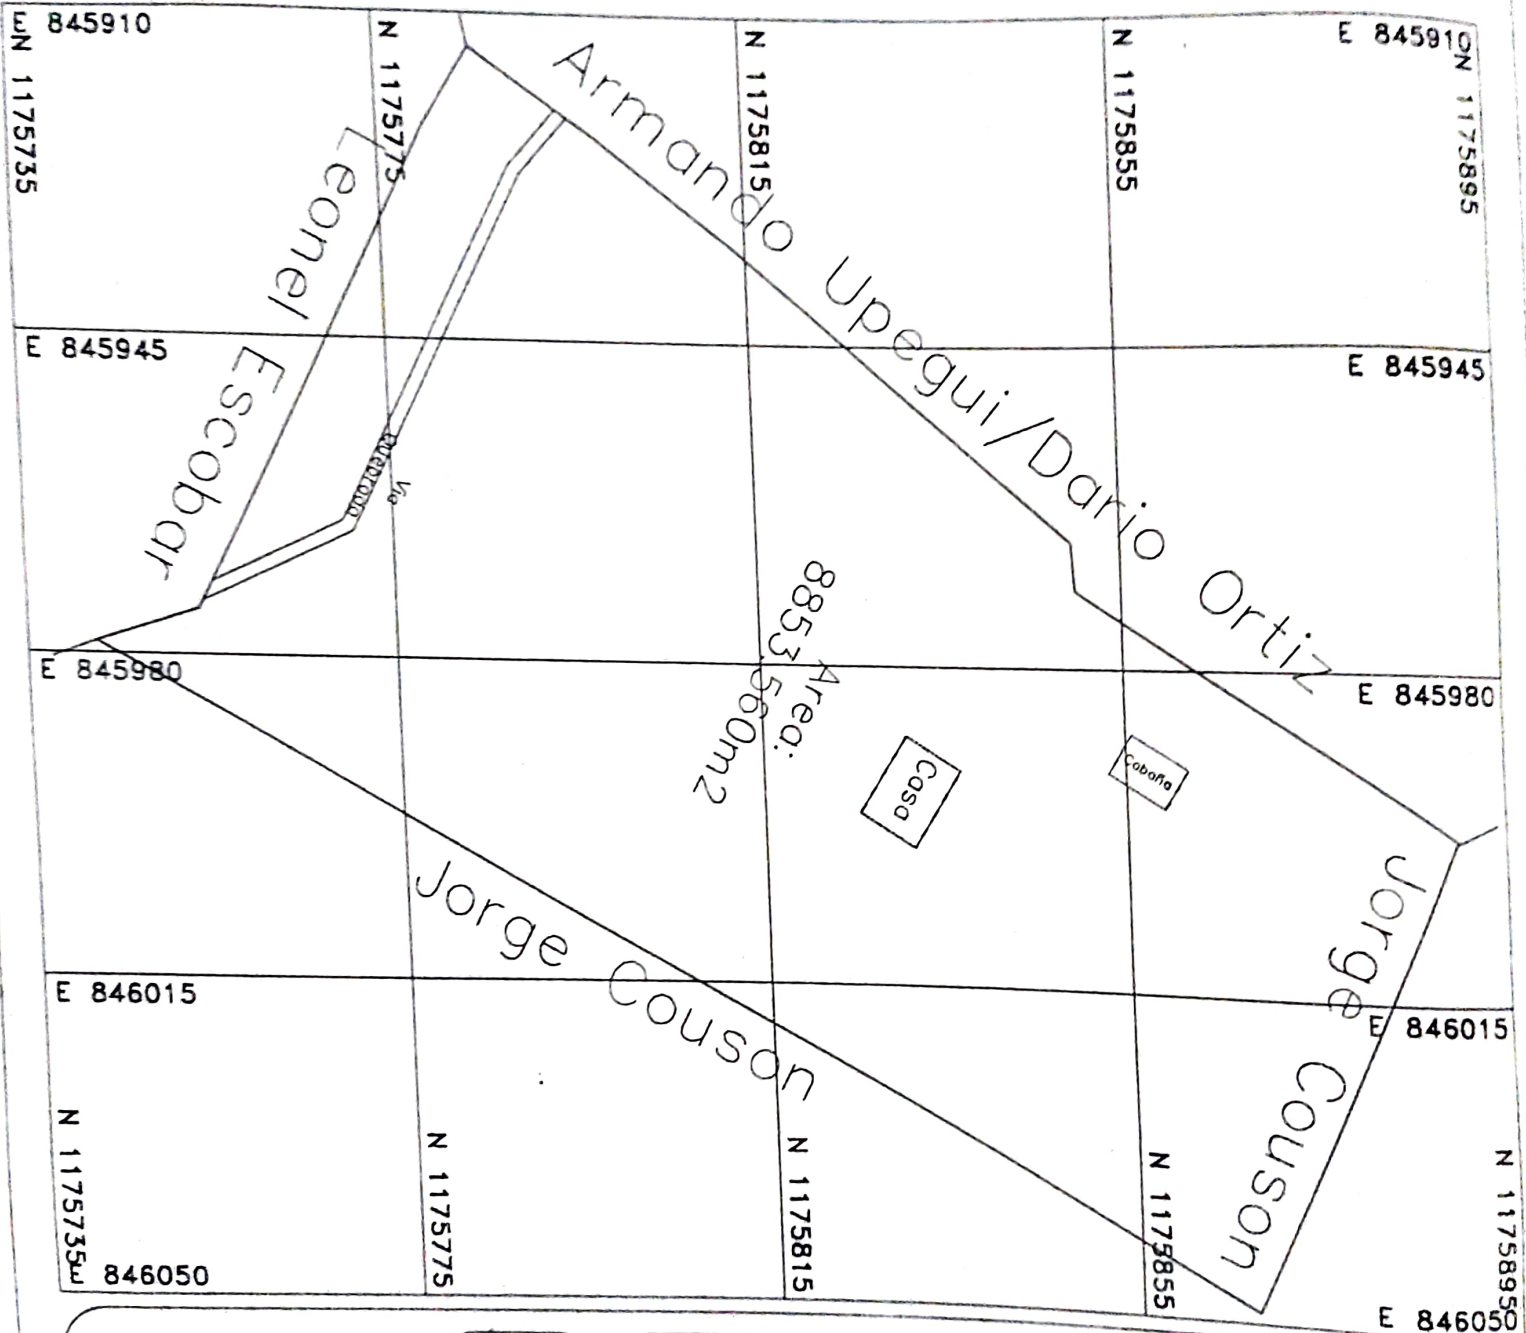 E 845910
N 1175735
N 1175775
N 1175815
N 1175855
E 845910
N 1175895
Armando Upegui/Dario Ortiz
Leonel Escobar
E 845945
E 845945
Via
Quebrada
Area:
8853.560m2
E 845980
E 845980
Casa
Cabaña
Jorge Couson
Jorge Couson
E 846015
E 846015
N 1175735
N 1175775
N 1175815
N 1175855
N 1175895
E 846050
E 846050